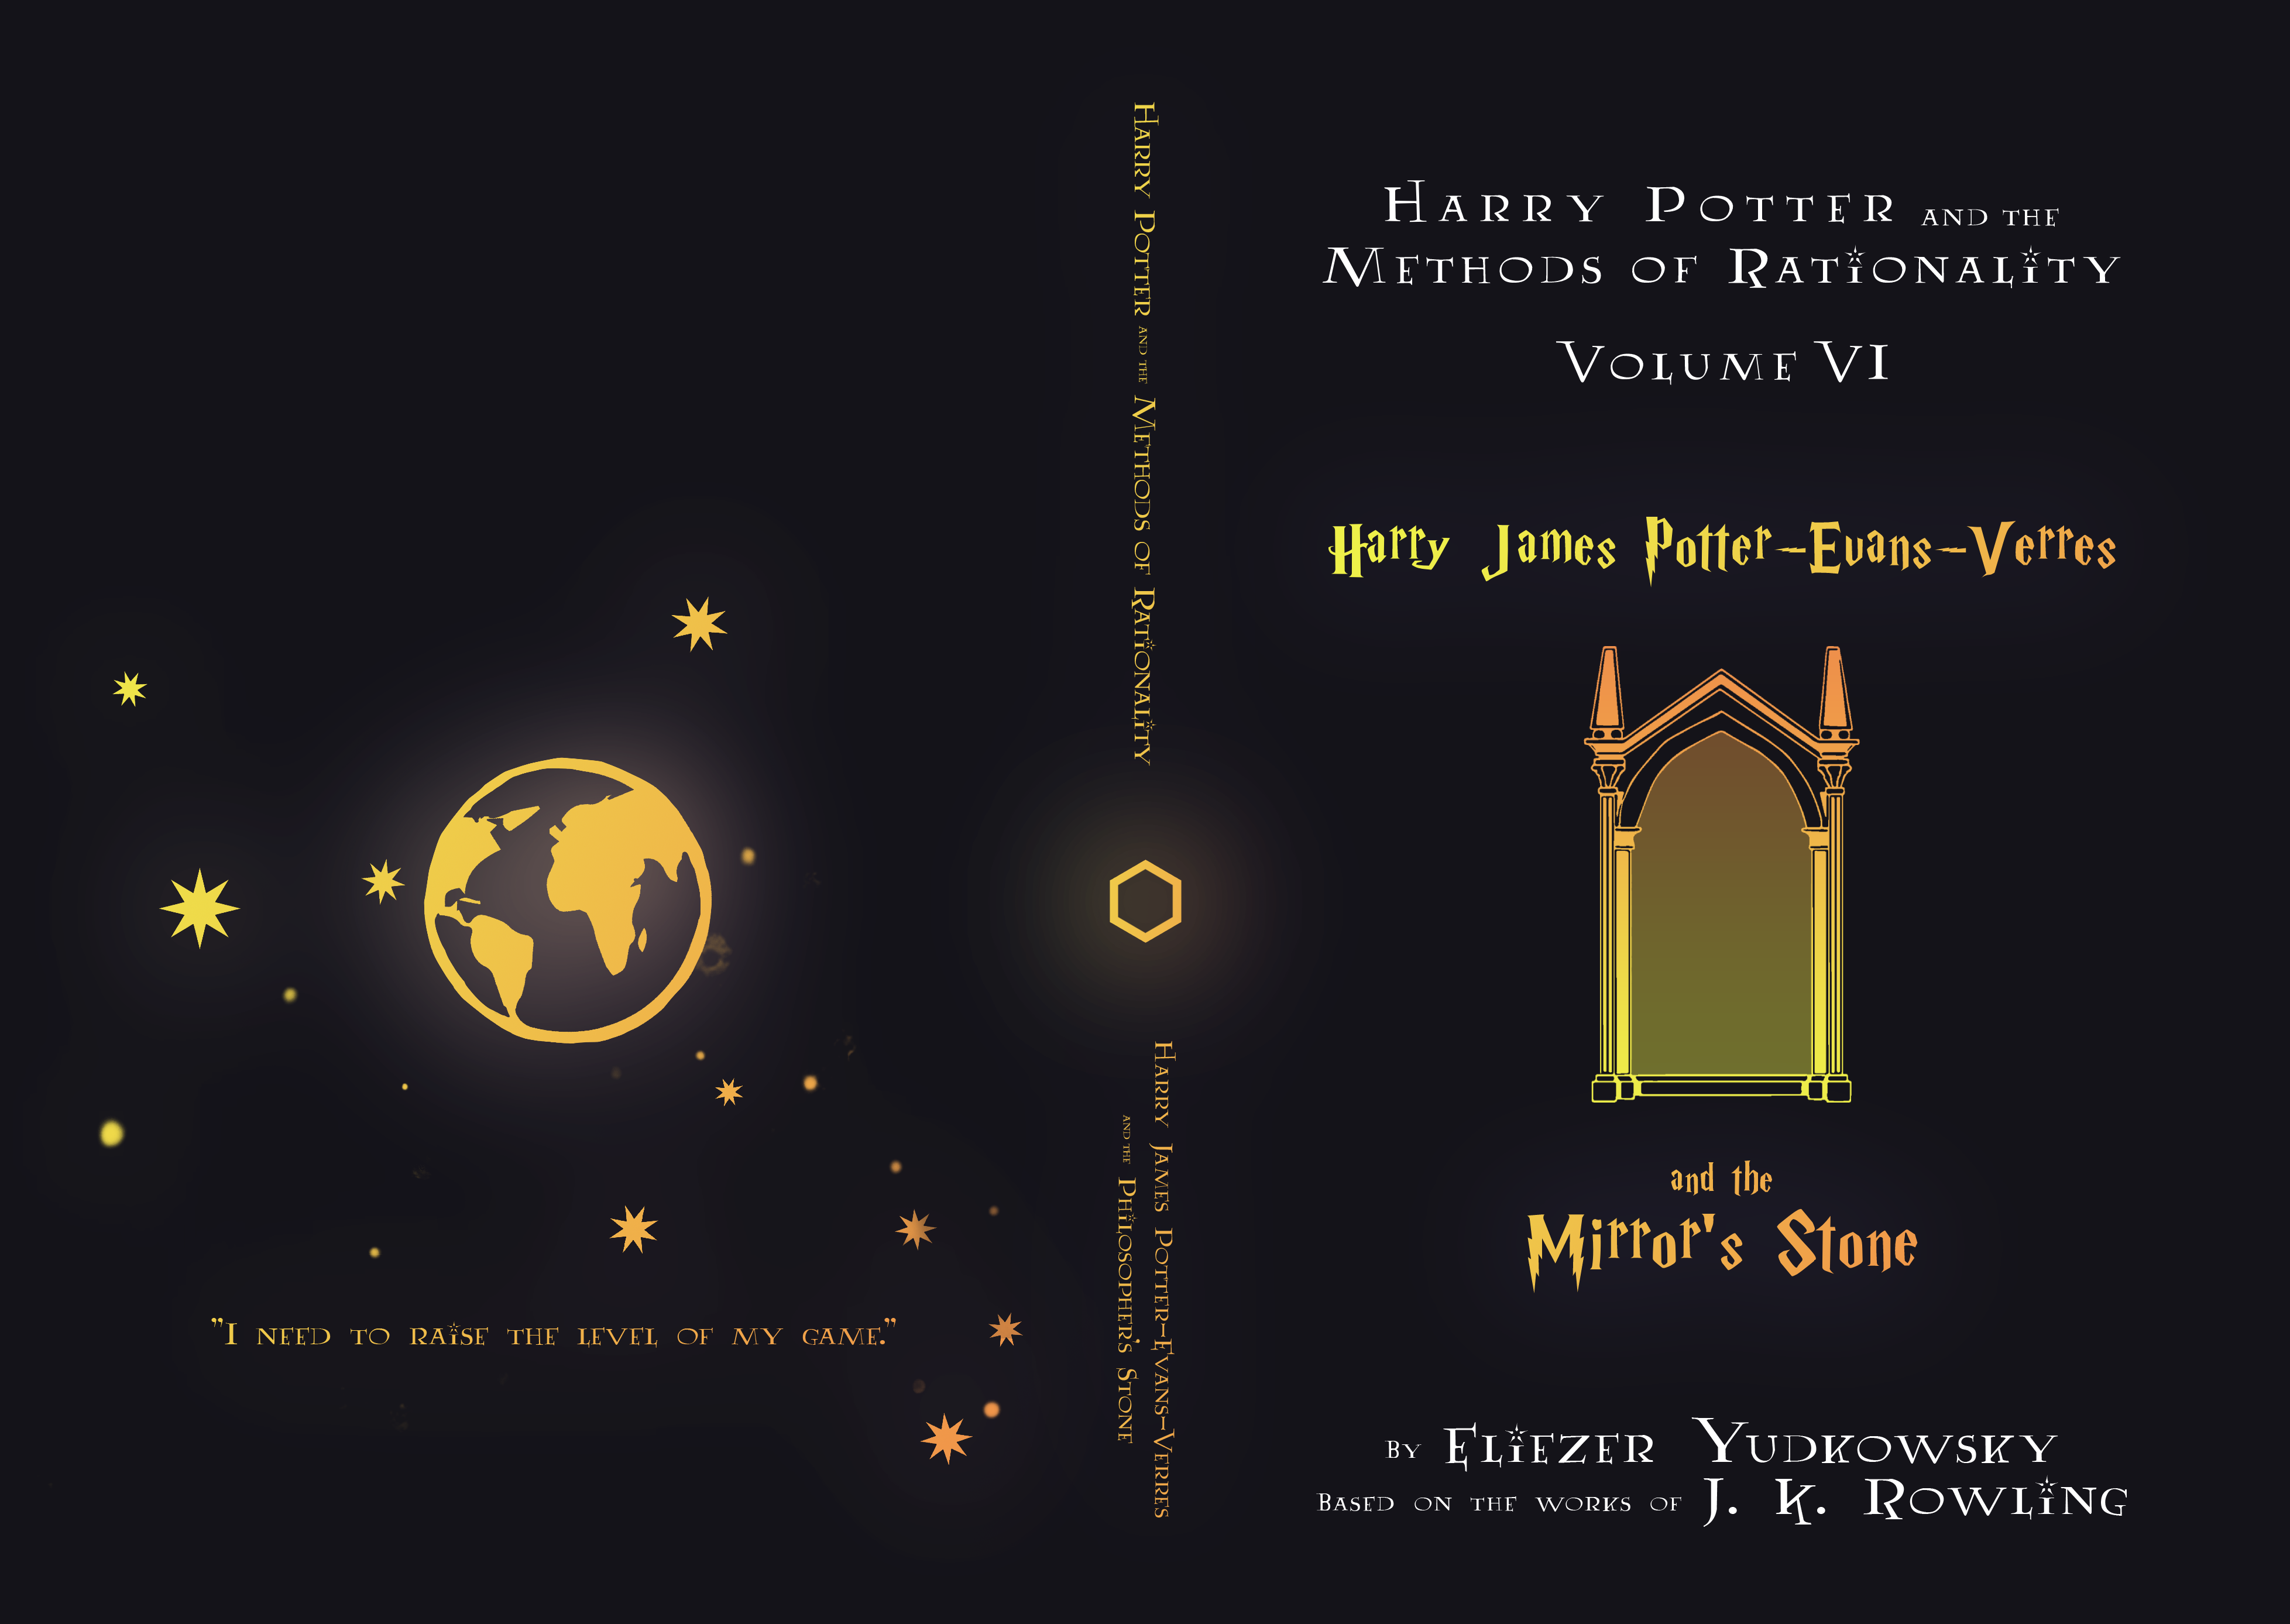 Harry Potter and the
Methods of Rationality
Volume VI
Harry James Potter-Evans-Verres
and the
Mirror's Stone
By Eliezer Yudkowsky
Based on the works of J. K. Rowling
Harry Potter and the Methods of Rationality
Harry James Potter-Evans-Verres
and the Philosopher's Stone
"I need to raise the level of my game."